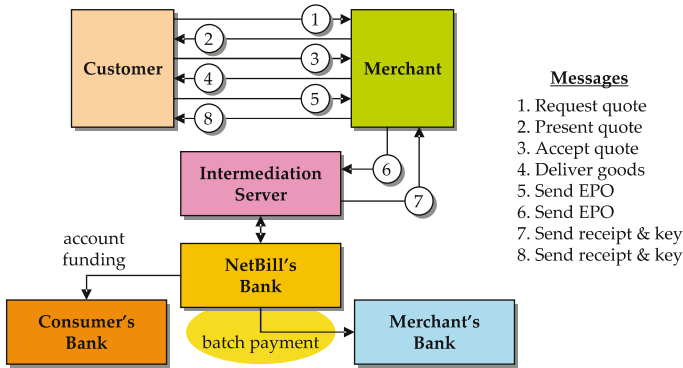 1
2
Customer
3
Merchant
4
5
8
Messages
1. Request quote
2. Present quote
3. Accept quote
4. Deliver goods
5. Send EPO
6. Send EPO
7. Send receipt & key
8. Send receipt & key
6
Intermediation
Server
7
account
funding
NetBill's
Bank
Consumer's
Bank
batch payment
Merchant's
Bank